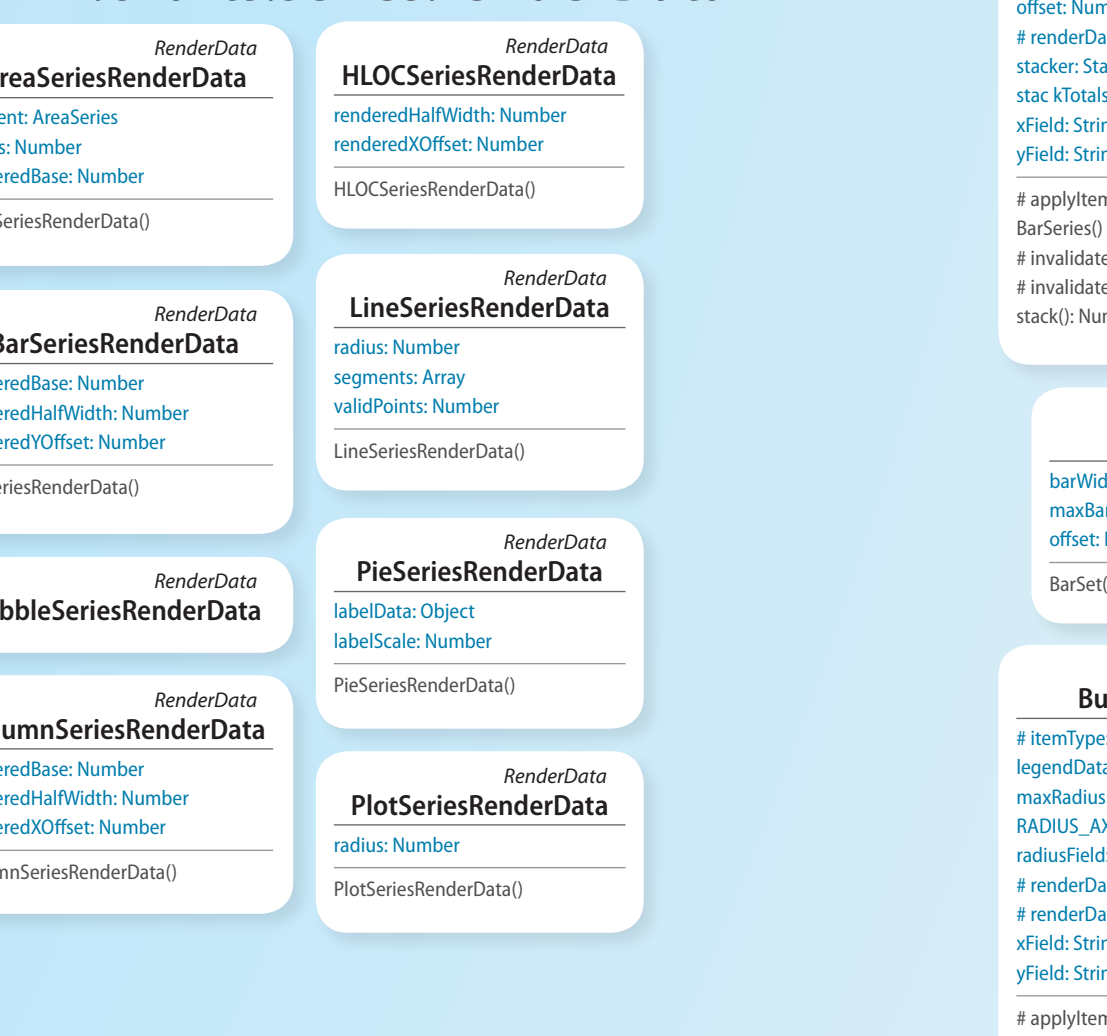 RenderData
reaSeriesRenderData
ent: AreaSeries
s: Number
eredBase: Number
SeriesRenderData()
RenderData
BarSeriesRenderData
eredBase: Number
eredHalfWidth: Number
eredYOffset: Number
eriesRenderData()
RenderData
bbleSeriesRenderData
RenderData
umnSeriesRenderData
eredBase: Number
eredHalfWidth: Number
eredXOffset: Number
mnSeriesRenderData()
RenderData
HLOCSeriesRenderData
renderedHalfWidth: Number
renderedXOffset: Number
HLOCSeriesRenderData()
RenderData
LineSeriesRenderData
radius: Number
segments: Array
validPoints: Number
LineSeriesRenderData()
RenderData
PieSeriesRenderData
labelData: Object
labelScale: Number
PieSeriesRenderData()
RenderData
PlotSeriesRenderData
radius: Number
PlotSeriesRenderData()
offset: Num
# renderDa
stacker: Sta
stac kTotals
xField: Strin
yField: Strin
# applyItem
BarSeries()
# invalidate
# invalidate
stack(): Nur
barWid
maxBar
offset:
BarSet(
Bu
# itemType:
legendData
maxRadius
RADIUS_AX
radiusField:
# renderDa
# renderDa
xField: Strin
yField: Strin
# applyItem